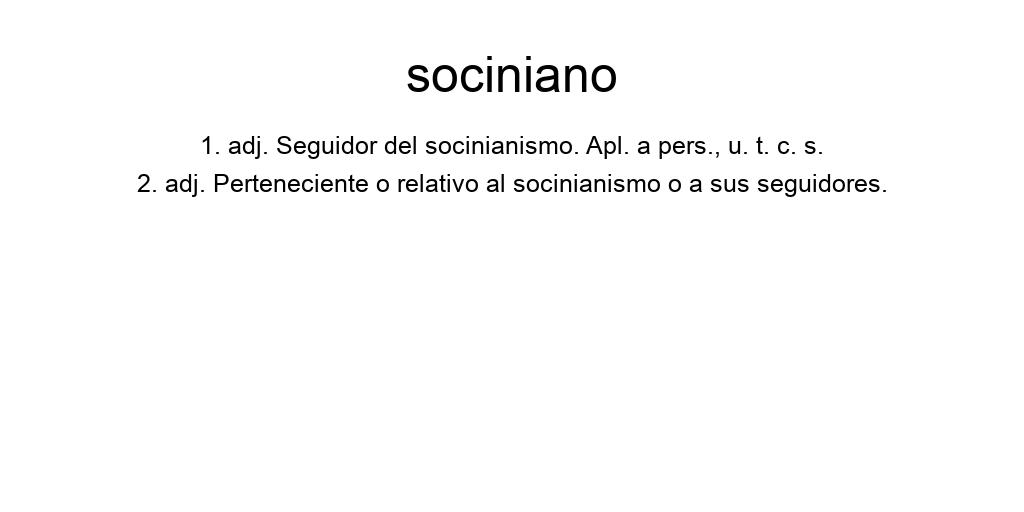 sociniano
1. adj. Seguidor del socinianismo. Apl. a pers., u. t. c. s.
2. adj. Perteneciente o relativo al socinianismo o a sus seguidores.